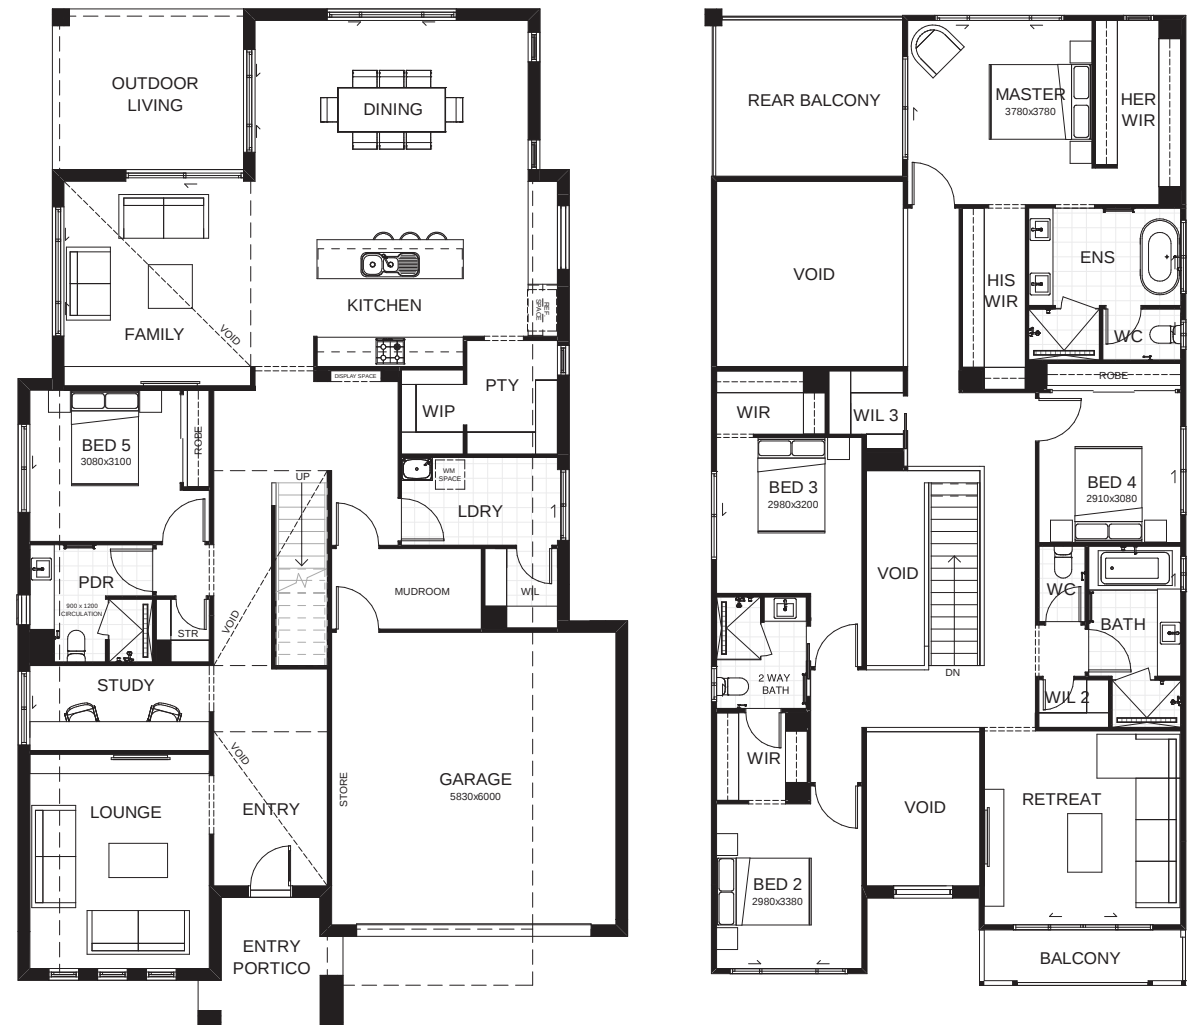 OUTDOOR
LIVING
DINING
FAMILY
VOID
KITCHEN
REF.
SPACE
DISPLAY SPACE
PTY
WIP
BED 5
3080x3100
ROBE
UP
WM
SPACE
LDRY
PDR
900 x 1200
CIRCULATION
STR
VOID
MUDROOM
WIL
STUDY
VOID
LOUNGE
ENTRY
STORE
GARAGE
5830x6000
ENTRY
PORTICO
REAR BALCONY
MASTER
3780x3780
HER
WIR
VOID
HIS
WIR
ENS
WC
ROBE
WIR
WIL 3
BED 3
2980x3200
BED 4
2910x3080
VOID
WC
BATH
DN
2 WAY
BATH
WIL 2
WIR
VOID
RETREAT
BED 2
2980x3380
BALCONY